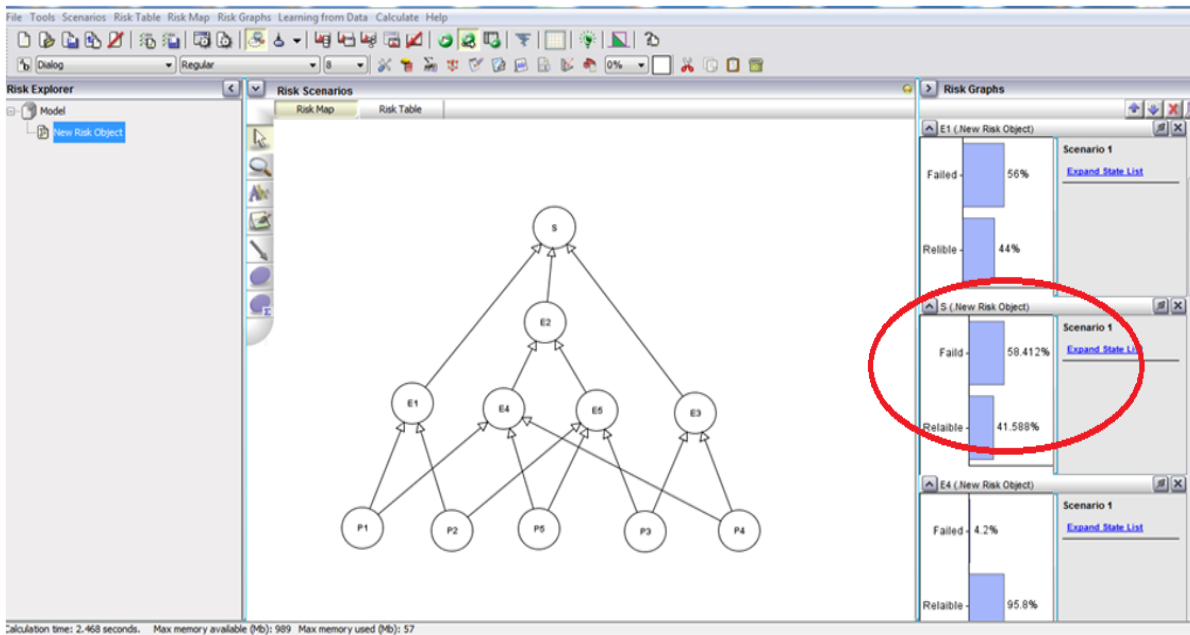 File Tools Scenarios Risk Table Risk Map Risk Graphs Learning from Data Calculate Help
Dialog Regular 8 0%
Risk Explorer
Model
New Risk Object
Risk Scenarios
Risk Map Risk Table
S
E2
E1 E4 E5 E3
P1 P2 P5 P3 P4
Risk Graphs
E1 (.New Risk Object)
Scenario 1
Expand State List
Failed 56%
Relible 44%
S (.New Risk Object)
Scenario 1
Expand State List
Faild 58.412%
Relaible 41.588%
E4 (.New Risk Object)
Scenario 1
Expand State List
Failed 4.2%
Relaible 95.8%
Calculation time: 2.468 seconds. Max memory available (Mb): 989 Max memory used (Mb): 57